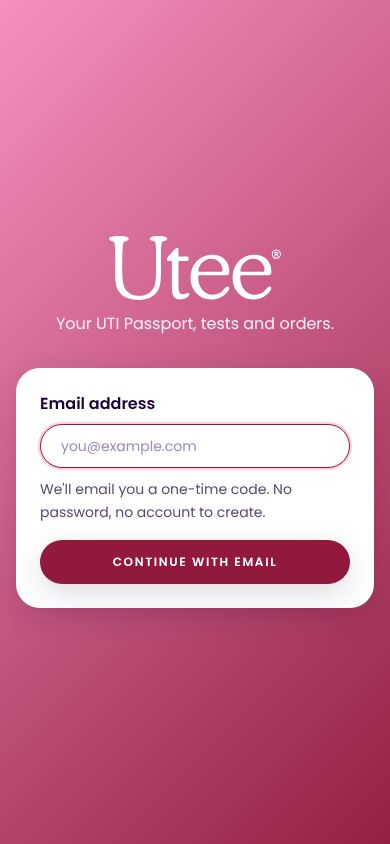 Utee®
Your UTI Passport, tests and orders.
Email address
you@example.com
We'll email you a one-time code. No
password, no account to create.
CONTINUE WITH EMAIL